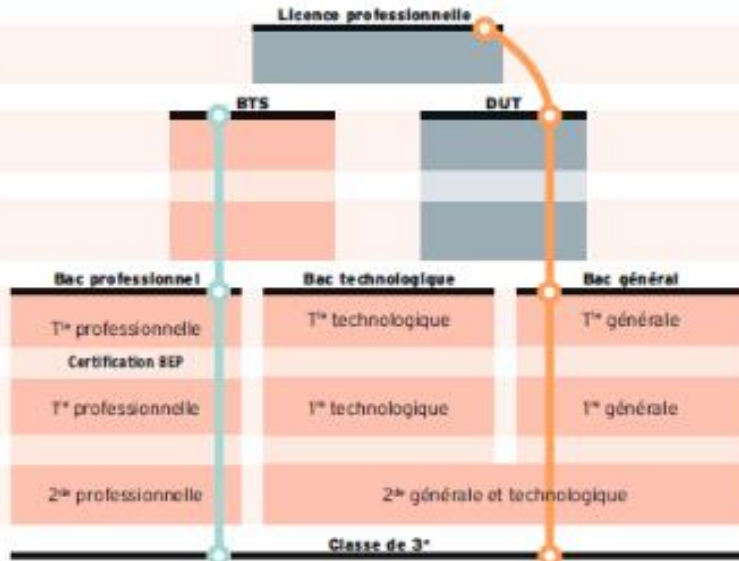 Licence professionnelle
BTS DUT
Bac professionnel Bac technologique Bac général
Tle professionnelle Tle technologique Tle générale
Certification BEP
1re professionnelle 1re technologique 1re générale
2de professionnelle 2de générale et technologique
Classe de 3e